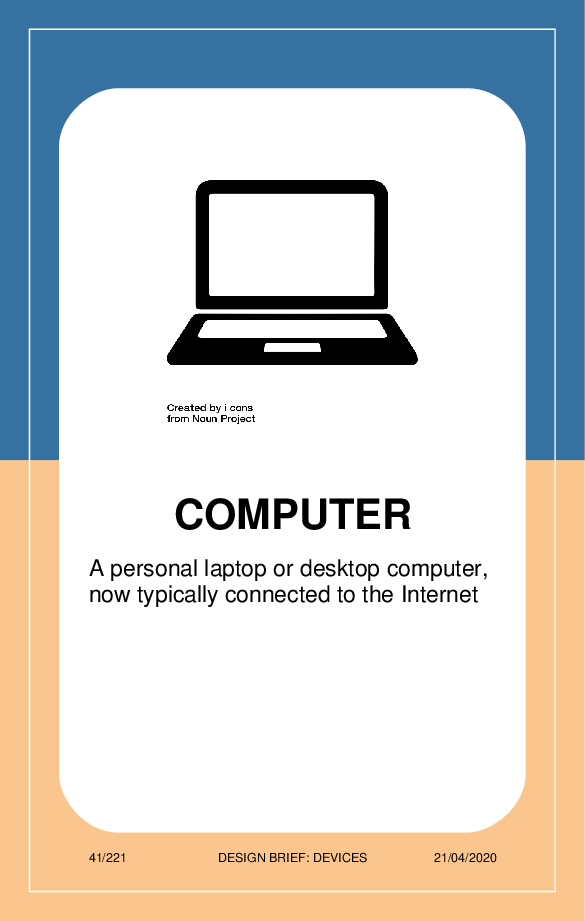 Created by i cons
from Noun Project
COMPUTER
A personal laptop or desktop computer,
now typically connected to the Internet
41/221 DESIGN BRIEF: DEVICES 21/04/2020